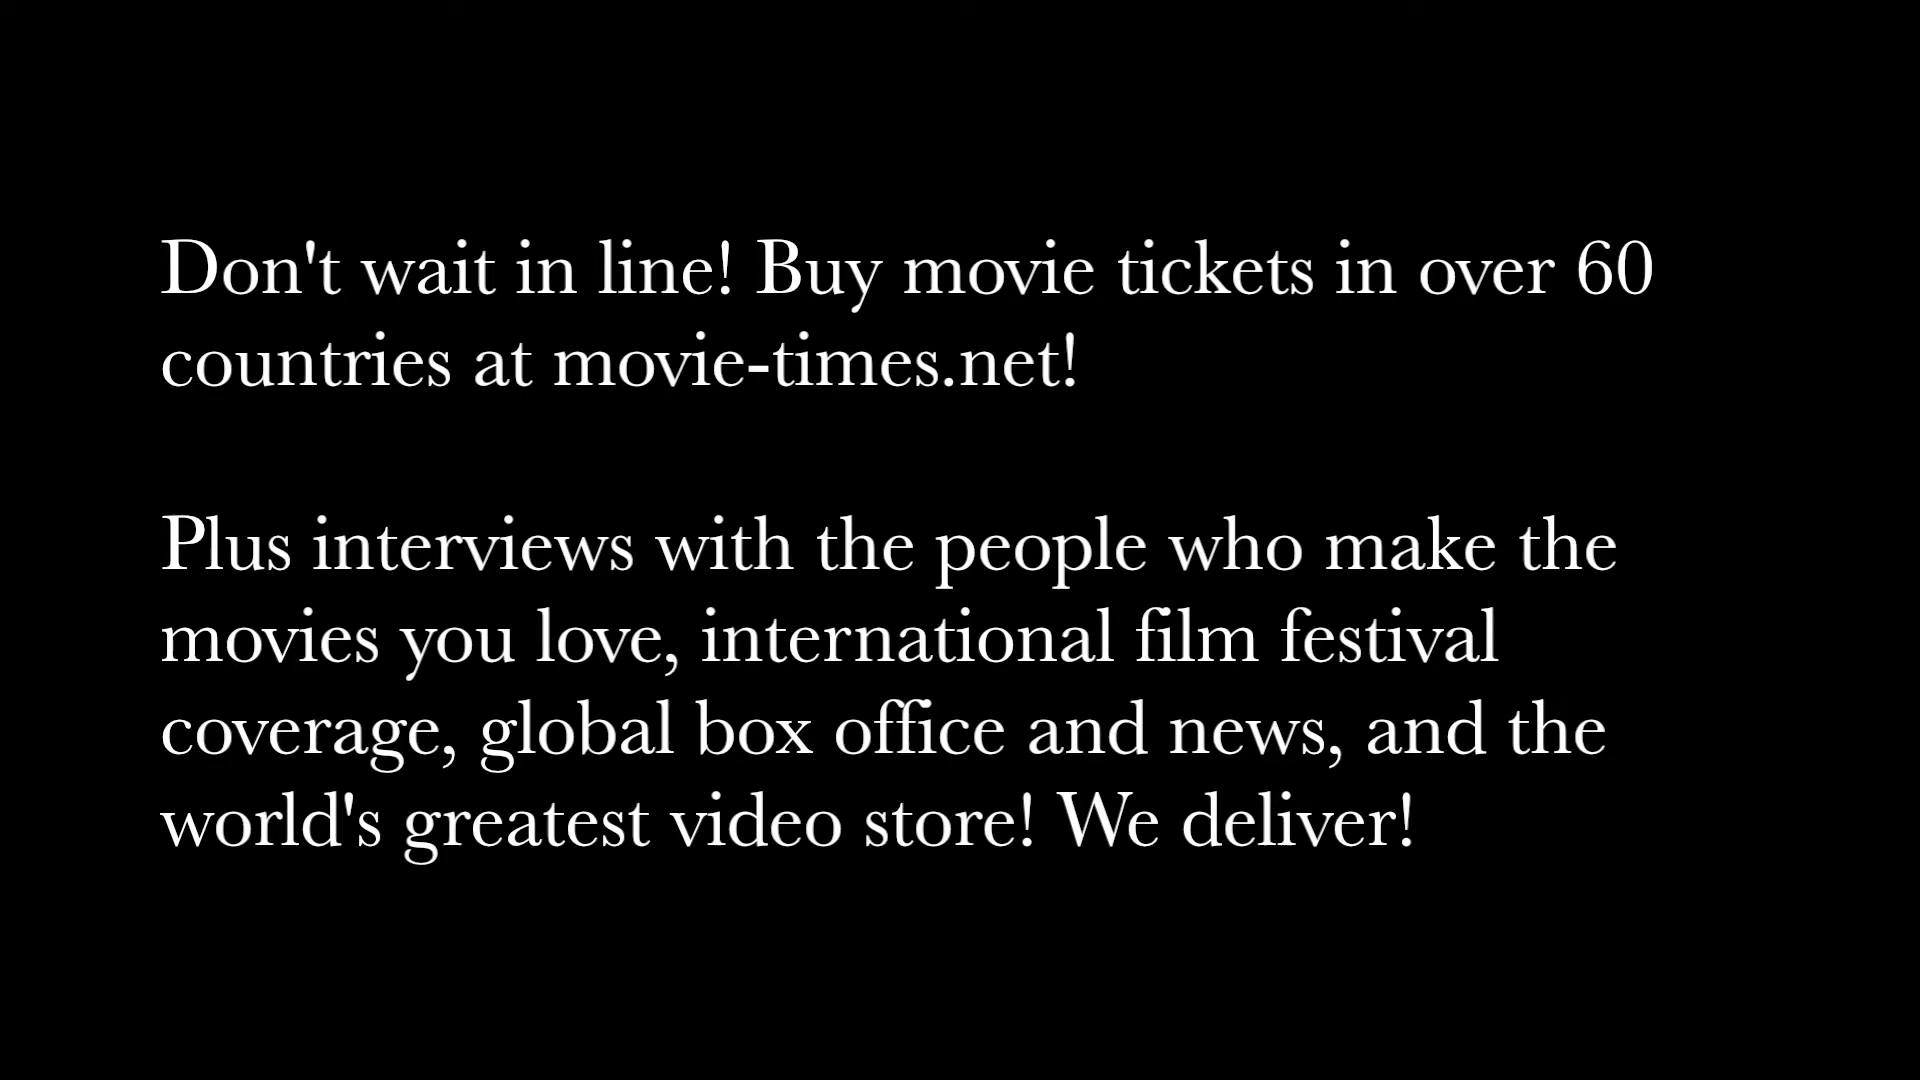 Don't wait in line! Buy movie tickets in over 60
countries at movie-times.net!
Plus interviews with the people who make the
movies you love, international film festival
coverage, global box office and news, and the
world's greatest video store! We deliver!